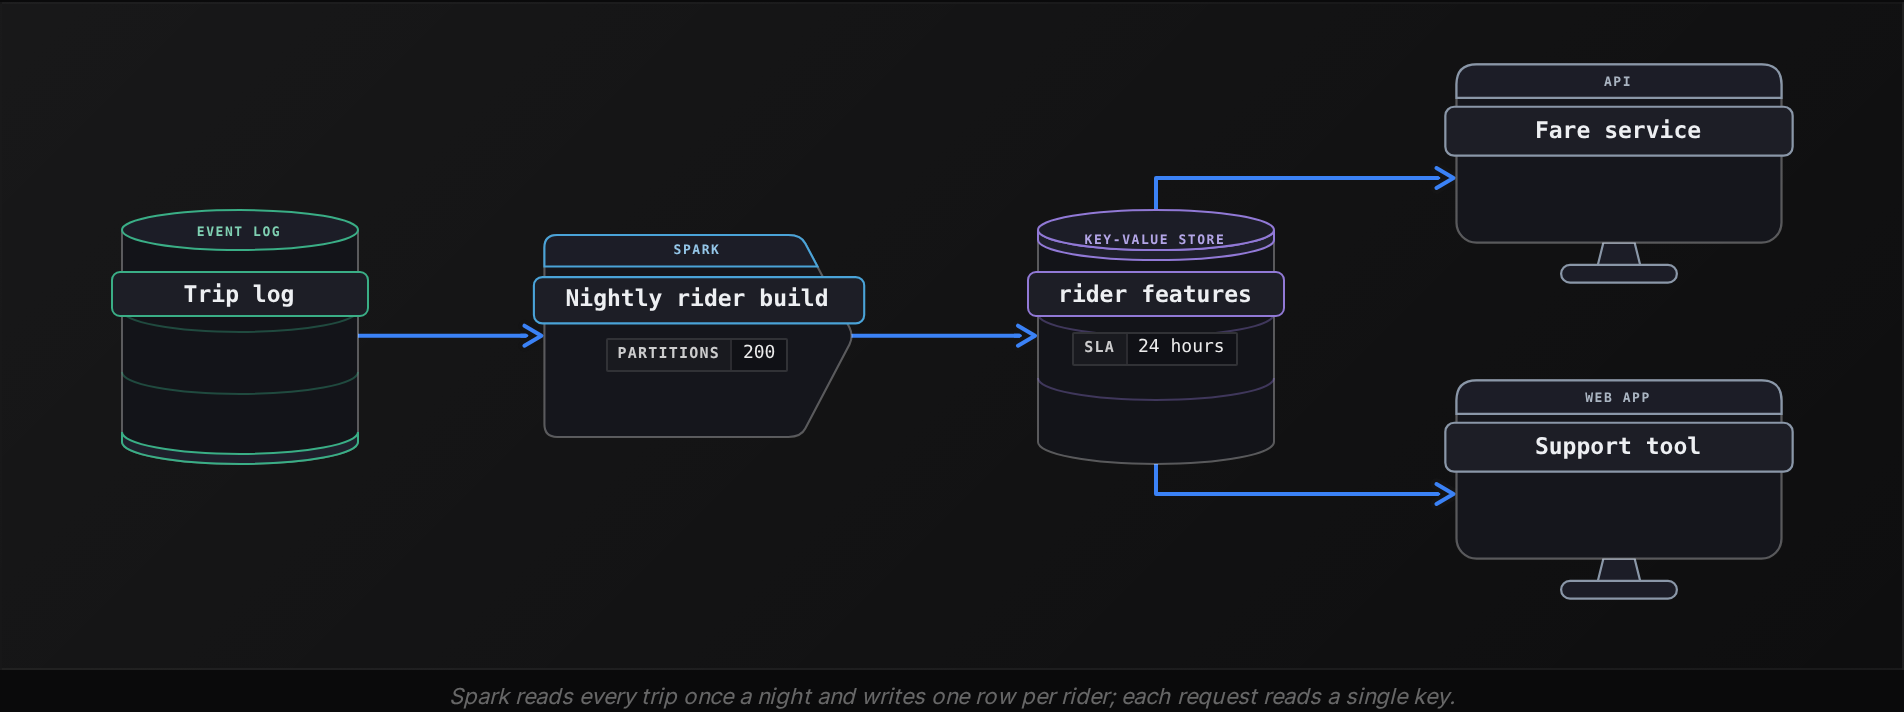 EVENT LOG
Trip log
SPARK
Nightly rider build
PARTITIONS 200
KEY-VALUE STORE
rider features
SLA 24 hours
API
Fare service
WEB APP
Support tool
Spark reads every trip once a night and writes one row per rider; each request reads a single key.